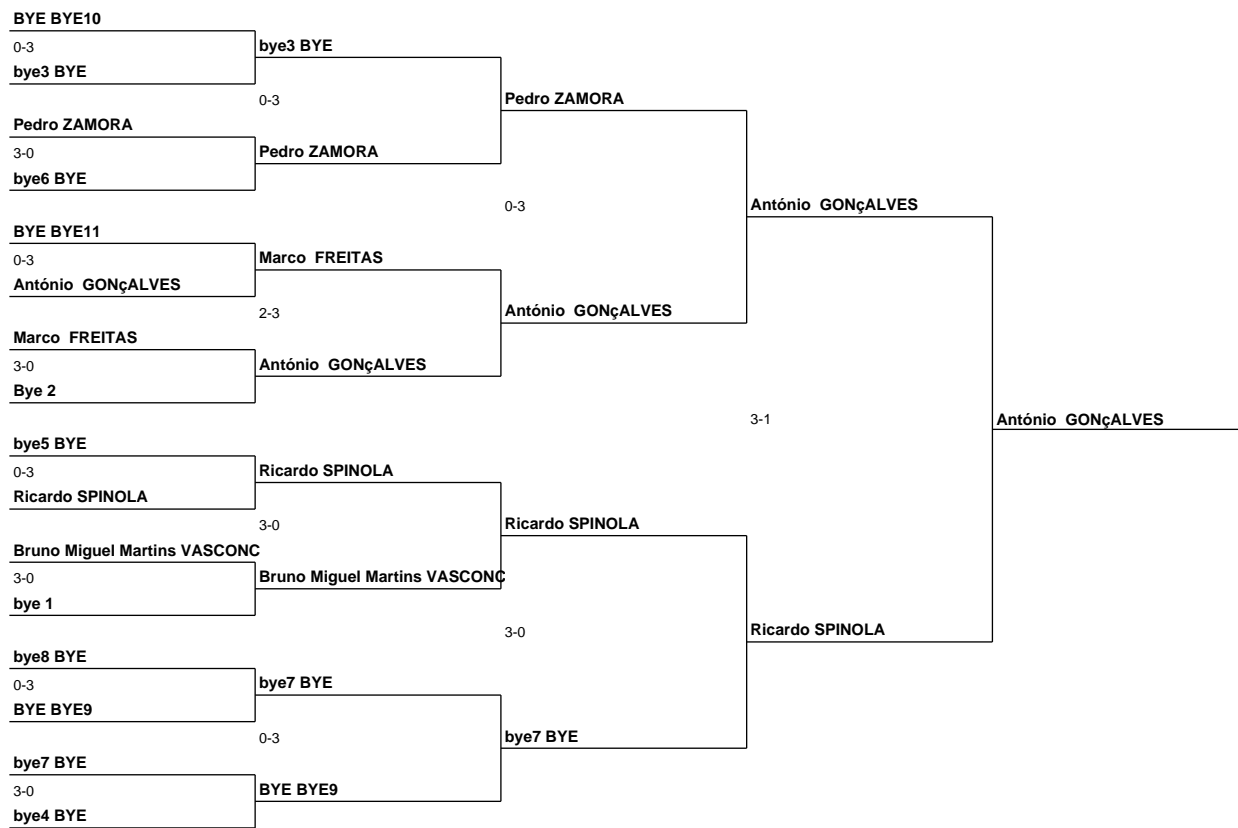 BYE BYE10
0-3
bye3 BYE
bye3 BYE
0-3
Pedro ZAMORA
Pedro ZAMORA
3-0
Pedro ZAMORA
bye6 BYE
0-3
António  GONçALVES
BYE BYE11
0-3
Marco  FREITAS
António  GONçALVES
2-3
António  GONçALVES
Marco  FREITAS
3-0
António  GONçALVES
Bye 2
3-1
António  GONçALVES
bye5 BYE
0-3
Ricardo SPINOLA
Ricardo SPINOLA
3-0
Ricardo SPINOLA
Bruno Miguel Martins VASCONC
3-0
Bruno Miguel Martins VASCONC
bye 1
3-0
Ricardo SPINOLA
bye8 BYE
0-3
bye7 BYE
BYE BYE9
0-3
bye7 BYE
bye7 BYE
3-0
BYE BYE9
bye4 BYE